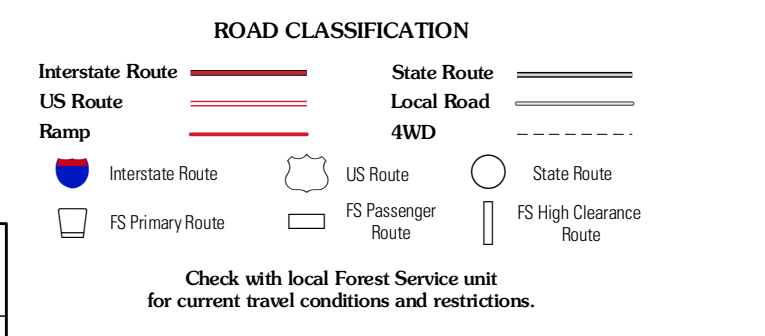 ROAD CLASSIFICATION
Interstate Route
State Route
US Route
Local Road
Ramp
4WD
Interstate Route
US Route
State Route
FS Primary Route
FS Passenger
Route
FS High Clearance
Route
Check with local Forest Service unit
for current travel conditions and restrictions.